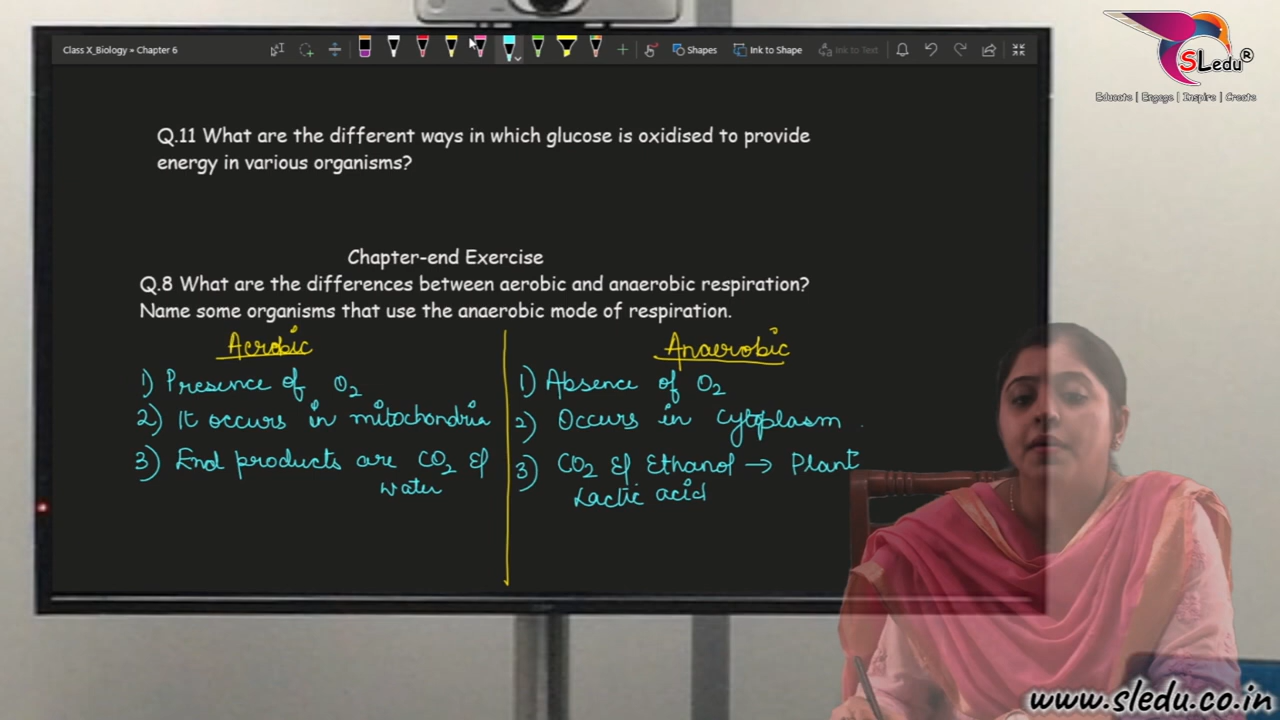 Class X_Biology » Chapter 6
Shapes
Ink to Shape
Ink to Text
SLedu®
Educate | Engage | Inspire | Create
Q.11 What are the different ways in which glucose is oxidised to provide
energy in various organisms?
Chapter-end Exercise
Q.8 What are the differences between aerobic and anaerobic respiration?
Name some organisms that use the anaerobic mode of respiration.
Aerobic
1) Presence of O₂
2) It occurs in mitochondria
3) End products are CO₂ &
water
Anaerobic
1) Absence of O₂
2) Occurs in cytoplasm.
3) CO₂ & Ethanol → Plant
Lactic acid
www.sledu.co.in